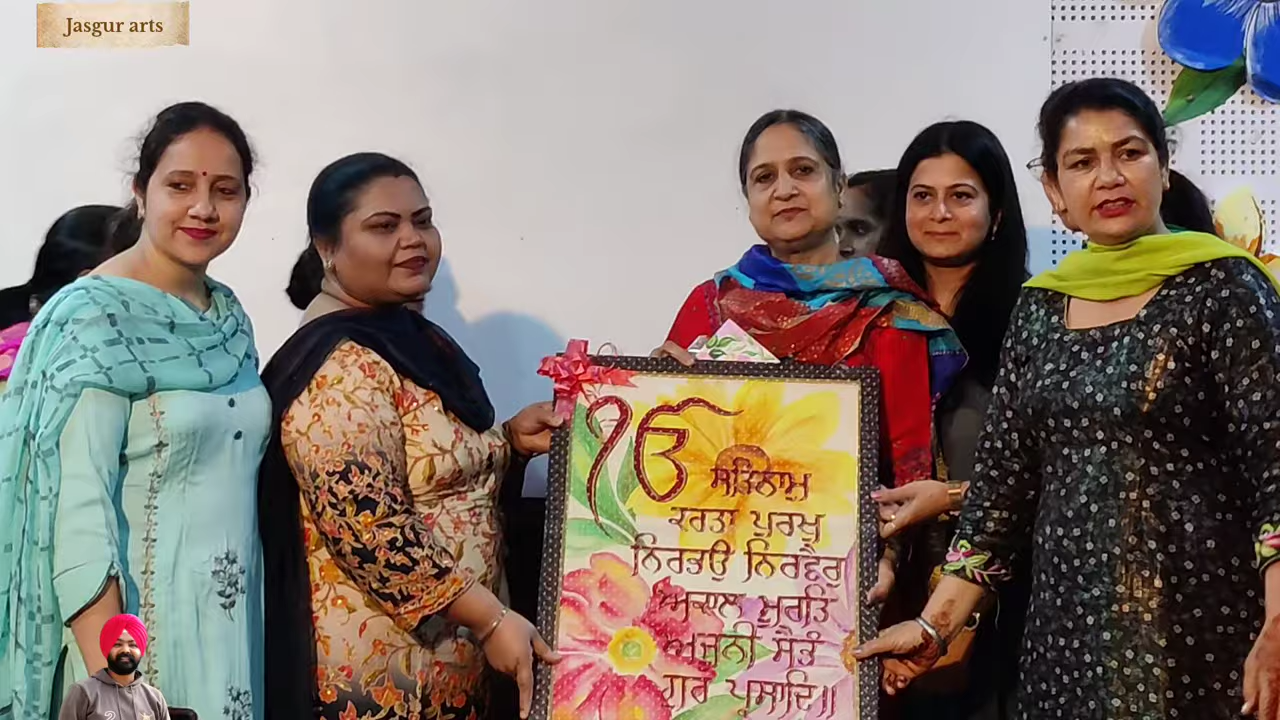 Jasgur arts
ੴ ਸਤਿਨਾਮੁ
ਕਰਤਾ ਪੁਰਖੁ
ਨਿਰਭਉ ਨਿਰਵੈਰੁ
ਅਕਾਲ ਮੂਰਤਿ
ਅਜੂਨੀ ਸੈਭੰ
ਗੁਰ ਪ੍ਰਸਾਦਿ॥